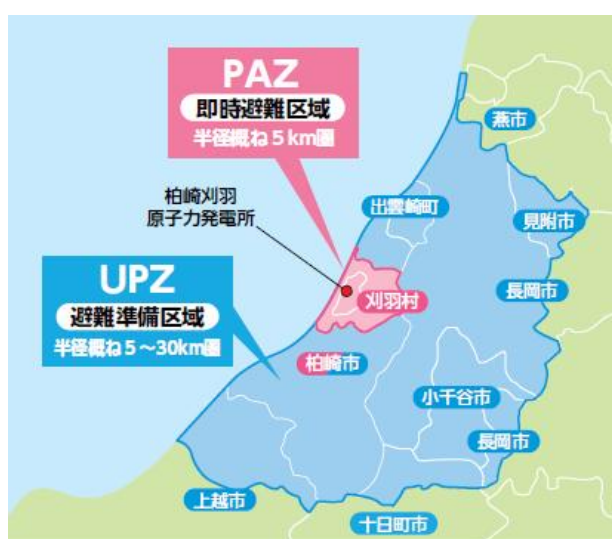 PAZ
即時避難区域
半径概ね5km圏
柏崎刈羽
原子力発電所
UPZ
避難準備区域
半径概ね5～30km圏
燕市
出雲崎町
見附市
長岡市
刈羽村
柏崎市
小千谷市
長岡市
上越市
十日町市